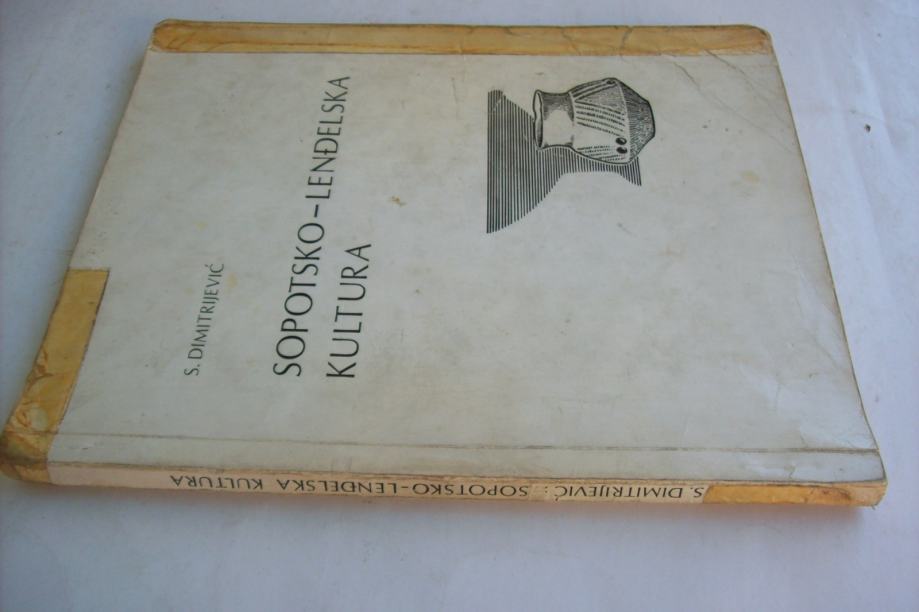 S. DIMITRIJEVIĆ
SOPOTSKO-LENĐELSKA
KULTURA
S. DIMITRIJEVIĆ: SOPOTSKO-LENĐELSKA KULTURA